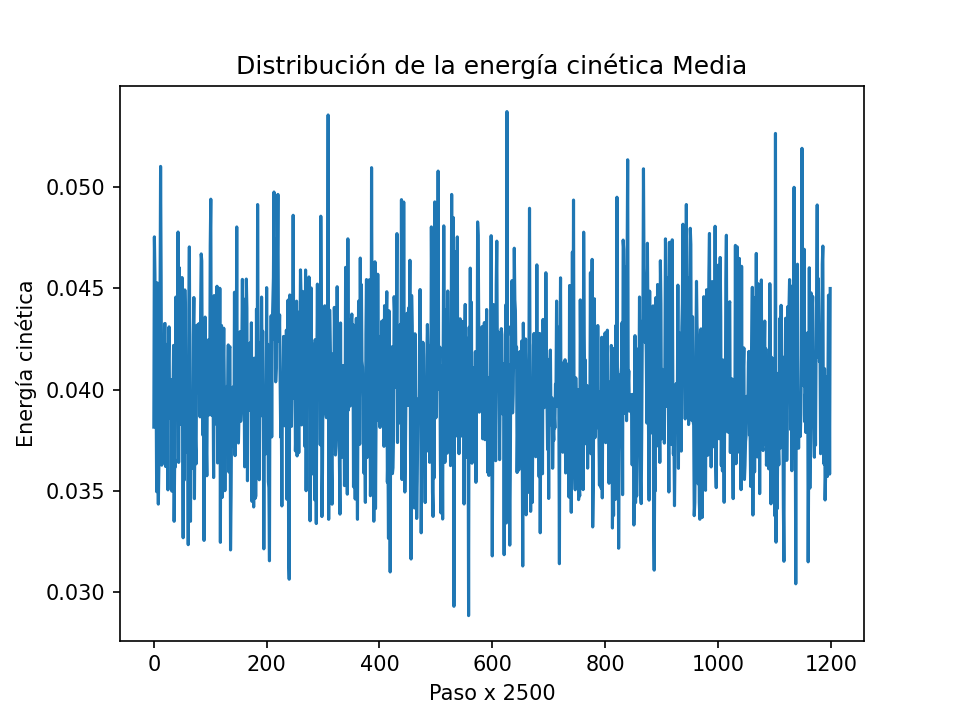 Distribución de la energía cinética Media
Energía cinética
0.050
0.045
0.040
0.035
0.030
0 200 400 600 800 1000 1200
Paso x 2500